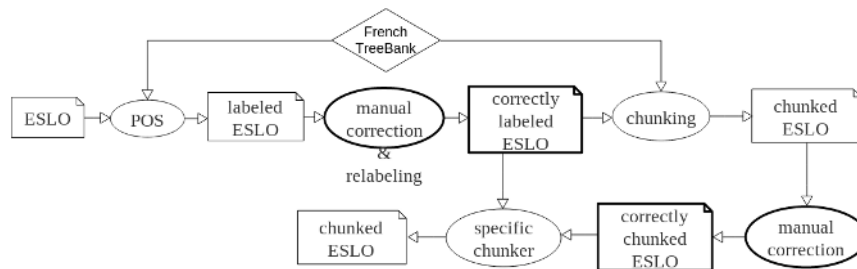 French
TreeBank
ESLO
POS
labeled
ESLO
manual
correction
&
relabeling
correctly
labeled
ESLO
chunking
chunked
ESLO
chunked
ESLO
specific
chunker
correctly
chunked
ESLO
manual
correction